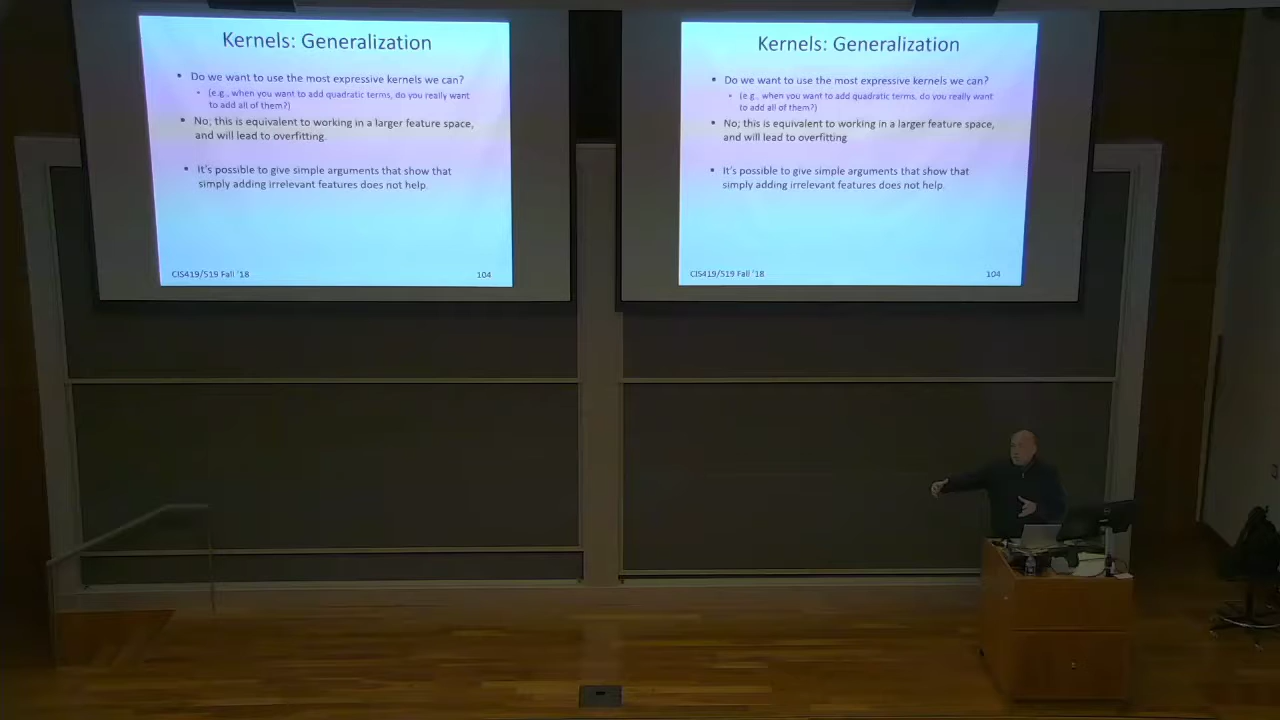 Kernels: Generalization
• Do we want to use the most expressive kernels we can?
• (e.g., when you want to add quadratic terms, do you really want
to add all of them?)
• No; this is equivalent to working in a larger feature space,
and will lead to overfitting.
• It's possible to give simple arguments that show that
simply adding irrelevant features does not help.
CIS419/519 Fall '18
104
Kernels: Generalization
• Do we want to use the most expressive kernels we can?
• (e.g., when you want to add quadratic terms, do you really want
to add all of them?)
• No; this is equivalent to working in a larger feature space,
and will lead to overfitting.
• It's possible to give simple arguments that show that
simply adding irrelevant features does not help.
CIS419/519 Fall '18
104